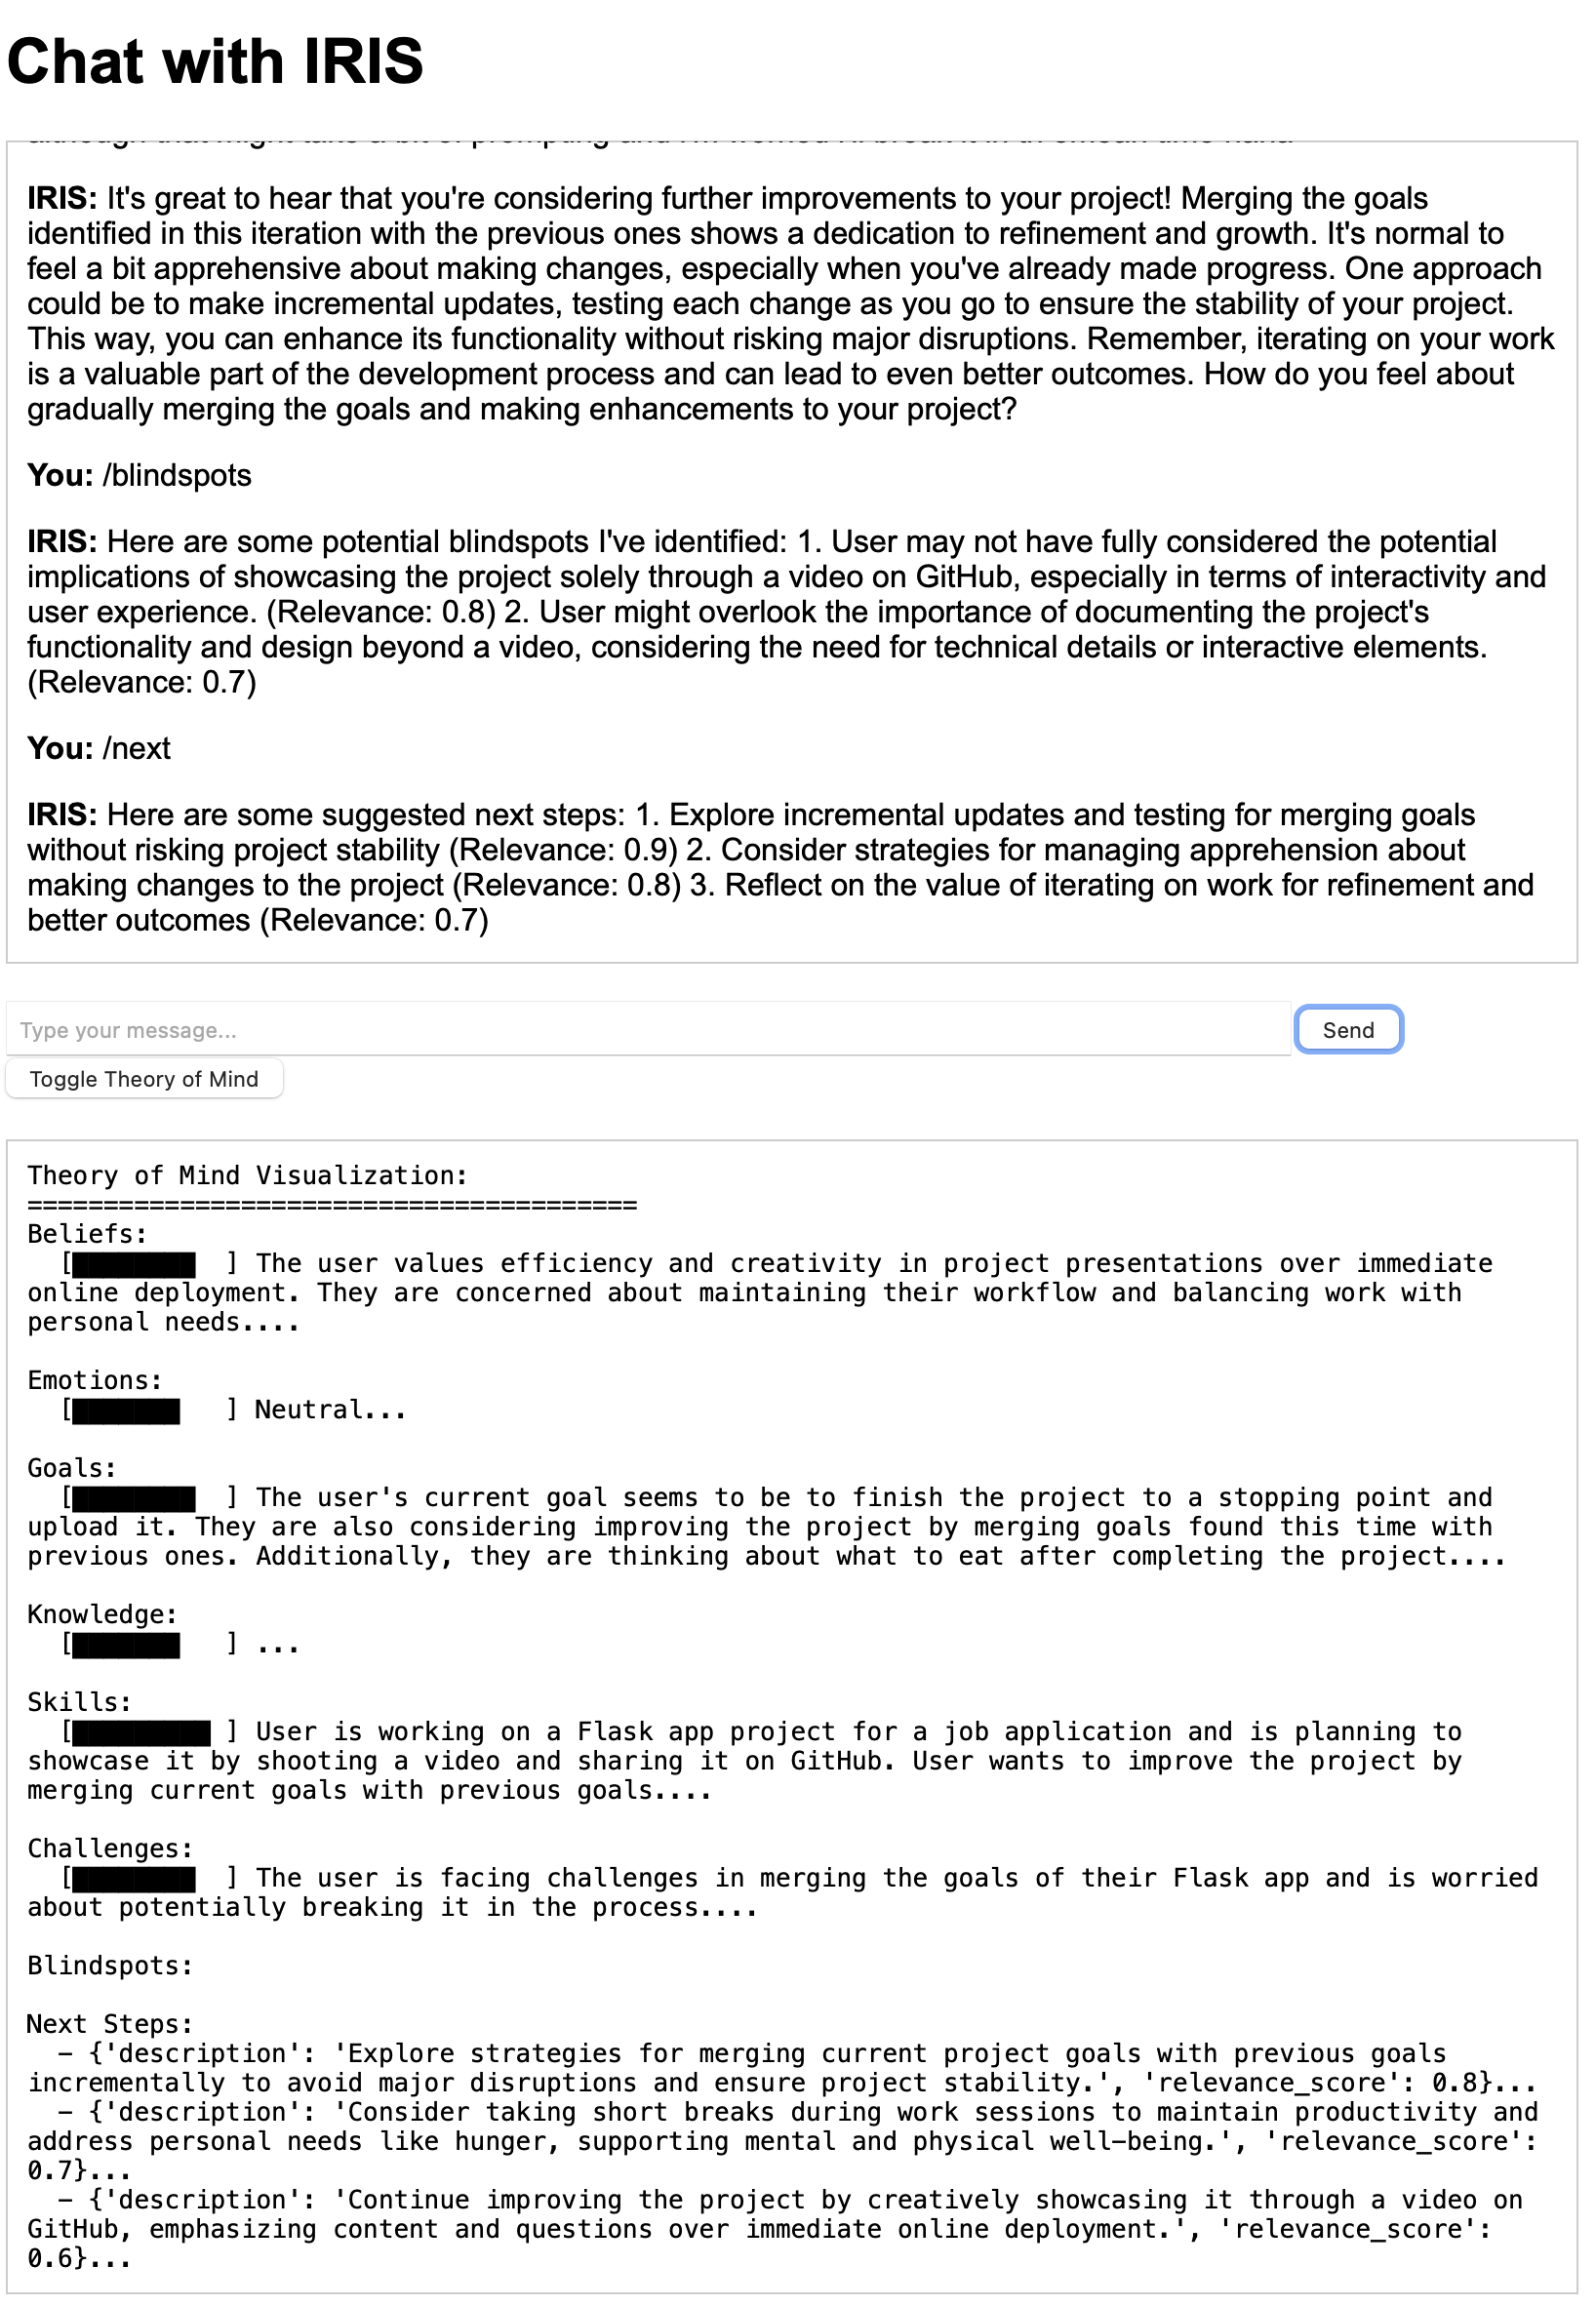 Chat with IRIS
IRIS: It's great to hear that you're considering further improvements to your project! Merging the goals
identified in this iteration with the previous ones shows a dedication to refinement and growth. It's normal to
feel a bit apprehensive about making changes, especially when you've already made progress. One approach
could be to make incremental updates, testing each change as you go to ensure the stability of your project.
This way, you can enhance its functionality without risking major disruptions. Remember, iterating on your work
is a valuable part of the development process and can lead to even better outcomes. How do you feel about
gradually merging the goals and making enhancements to your project?
You: /blindspots
IRIS: Here are some potential blindspots I've identified: 1. User may not have fully considered the potential
implications of showcasing the project solely through a video on GitHub, especially in terms of interactivity and
user experience. (Relevance: 0.8) 2. User might overlook the importance of documenting the project's
functionality and design beyond a video, considering the need for technical details or interactive elements.
(Relevance: 0.7)
You: /next
IRIS: Here are some suggested next steps: 1. Explore incremental updates and testing for merging goals
without risking project stability (Relevance: 0.9) 2. Consider strategies for managing apprehension about
making changes to the project (Relevance: 0.8) 3. Reflect on the value of iterating on work for refinement and
better outcomes (Relevance: 0.7)
Type your message...
Send
Toggle Theory of Mind
Theory of Mind Visualization:
========================================
Beliefs:
[████████  ] The user values efficiency and creativity in project presentations over immediate
online deployment. They are concerned about maintaining their workflow and balancing work with
personal needs....
Emotions:
[███████   ] Neutral...
Goals:
[████████  ] The user's current goal seems to be to finish the project to a stopping point and
upload it. They are also considering improving the project by merging goals found this time with
previous ones. Additionally, they are thinking about what to eat after completing the project....
Knowledge:
[███████   ] ...
Skills:
[█████████ ] User is working on a Flask app project for a job application and is planning to
showcase it by shooting a video and sharing it on GitHub. User wants to improve the project by
merging current goals with previous goals....
Challenges:
[████████  ] The user is facing challenges in merging the goals of their Flask app and is worried
about potentially breaking it in the process....
Blindspots:
Next Steps:
– {'description': 'Explore strategies for merging current project goals with previous goals
incrementally to avoid major disruptions and ensure project stability.', 'relevance_score': 0.8}...
– {'description': 'Consider taking short breaks during work sessions to maintain productivity and
address personal needs like hunger, supporting mental and physical well-being.', 'relevance_score':
0.7}...
– {'description': 'Continue improving the project by creatively showcasing it through a video on
GitHub, emphasizing content and questions over immediate online deployment.', 'relevance_score':
0.6}...